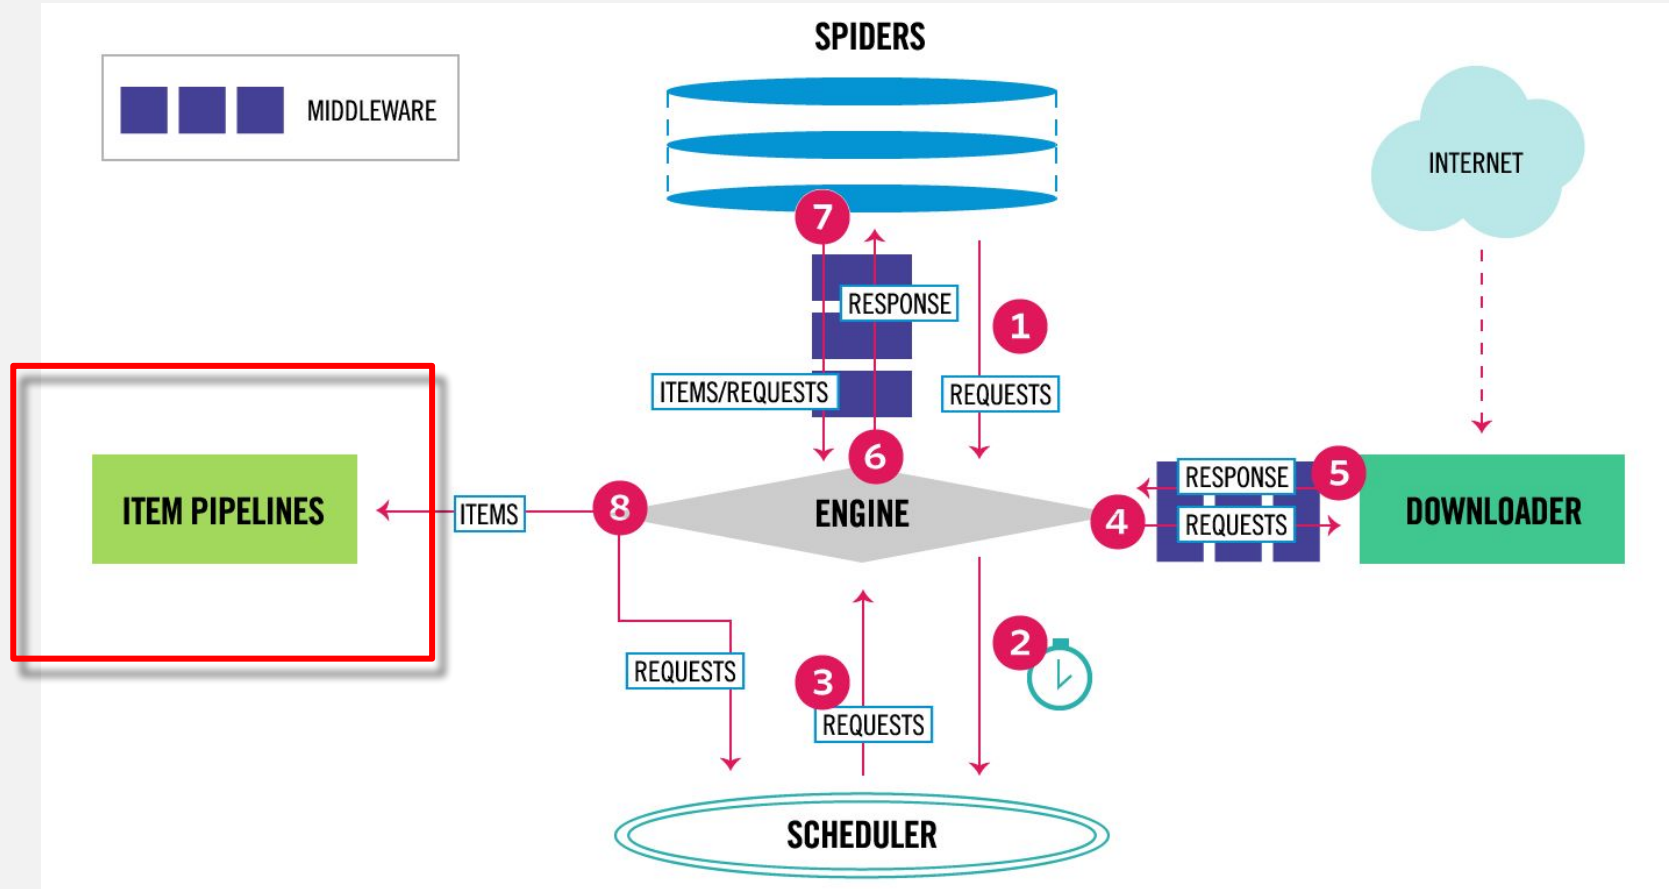 SPIDERS
MIDDLEWARE
INTERNET
7
RESPONSE
1
ITEMS/REQUESTS
REQUESTS
6
RESPONSE
5
ITEM PIPELINES
ITEMS
8
ENGINE
4
REQUESTS
DOWNLOADER
2
REQUESTS
3
REQUESTS
SCHEDULER